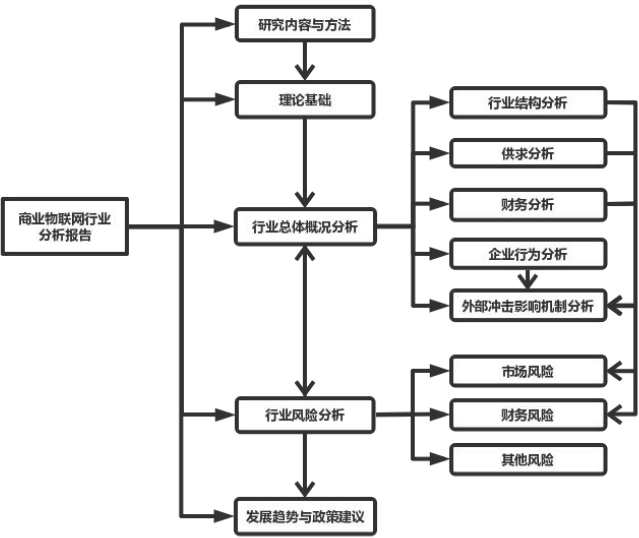 研究内容与方法
理论基础
行业结构分析
供求分析
商业物联网行业
分析报告
行业总体概况分析
财务分析
企业行为分析
外部冲击影响机制分析
市场风险
行业风险分析
财务风险
其他风险
发展趋势与政策建议